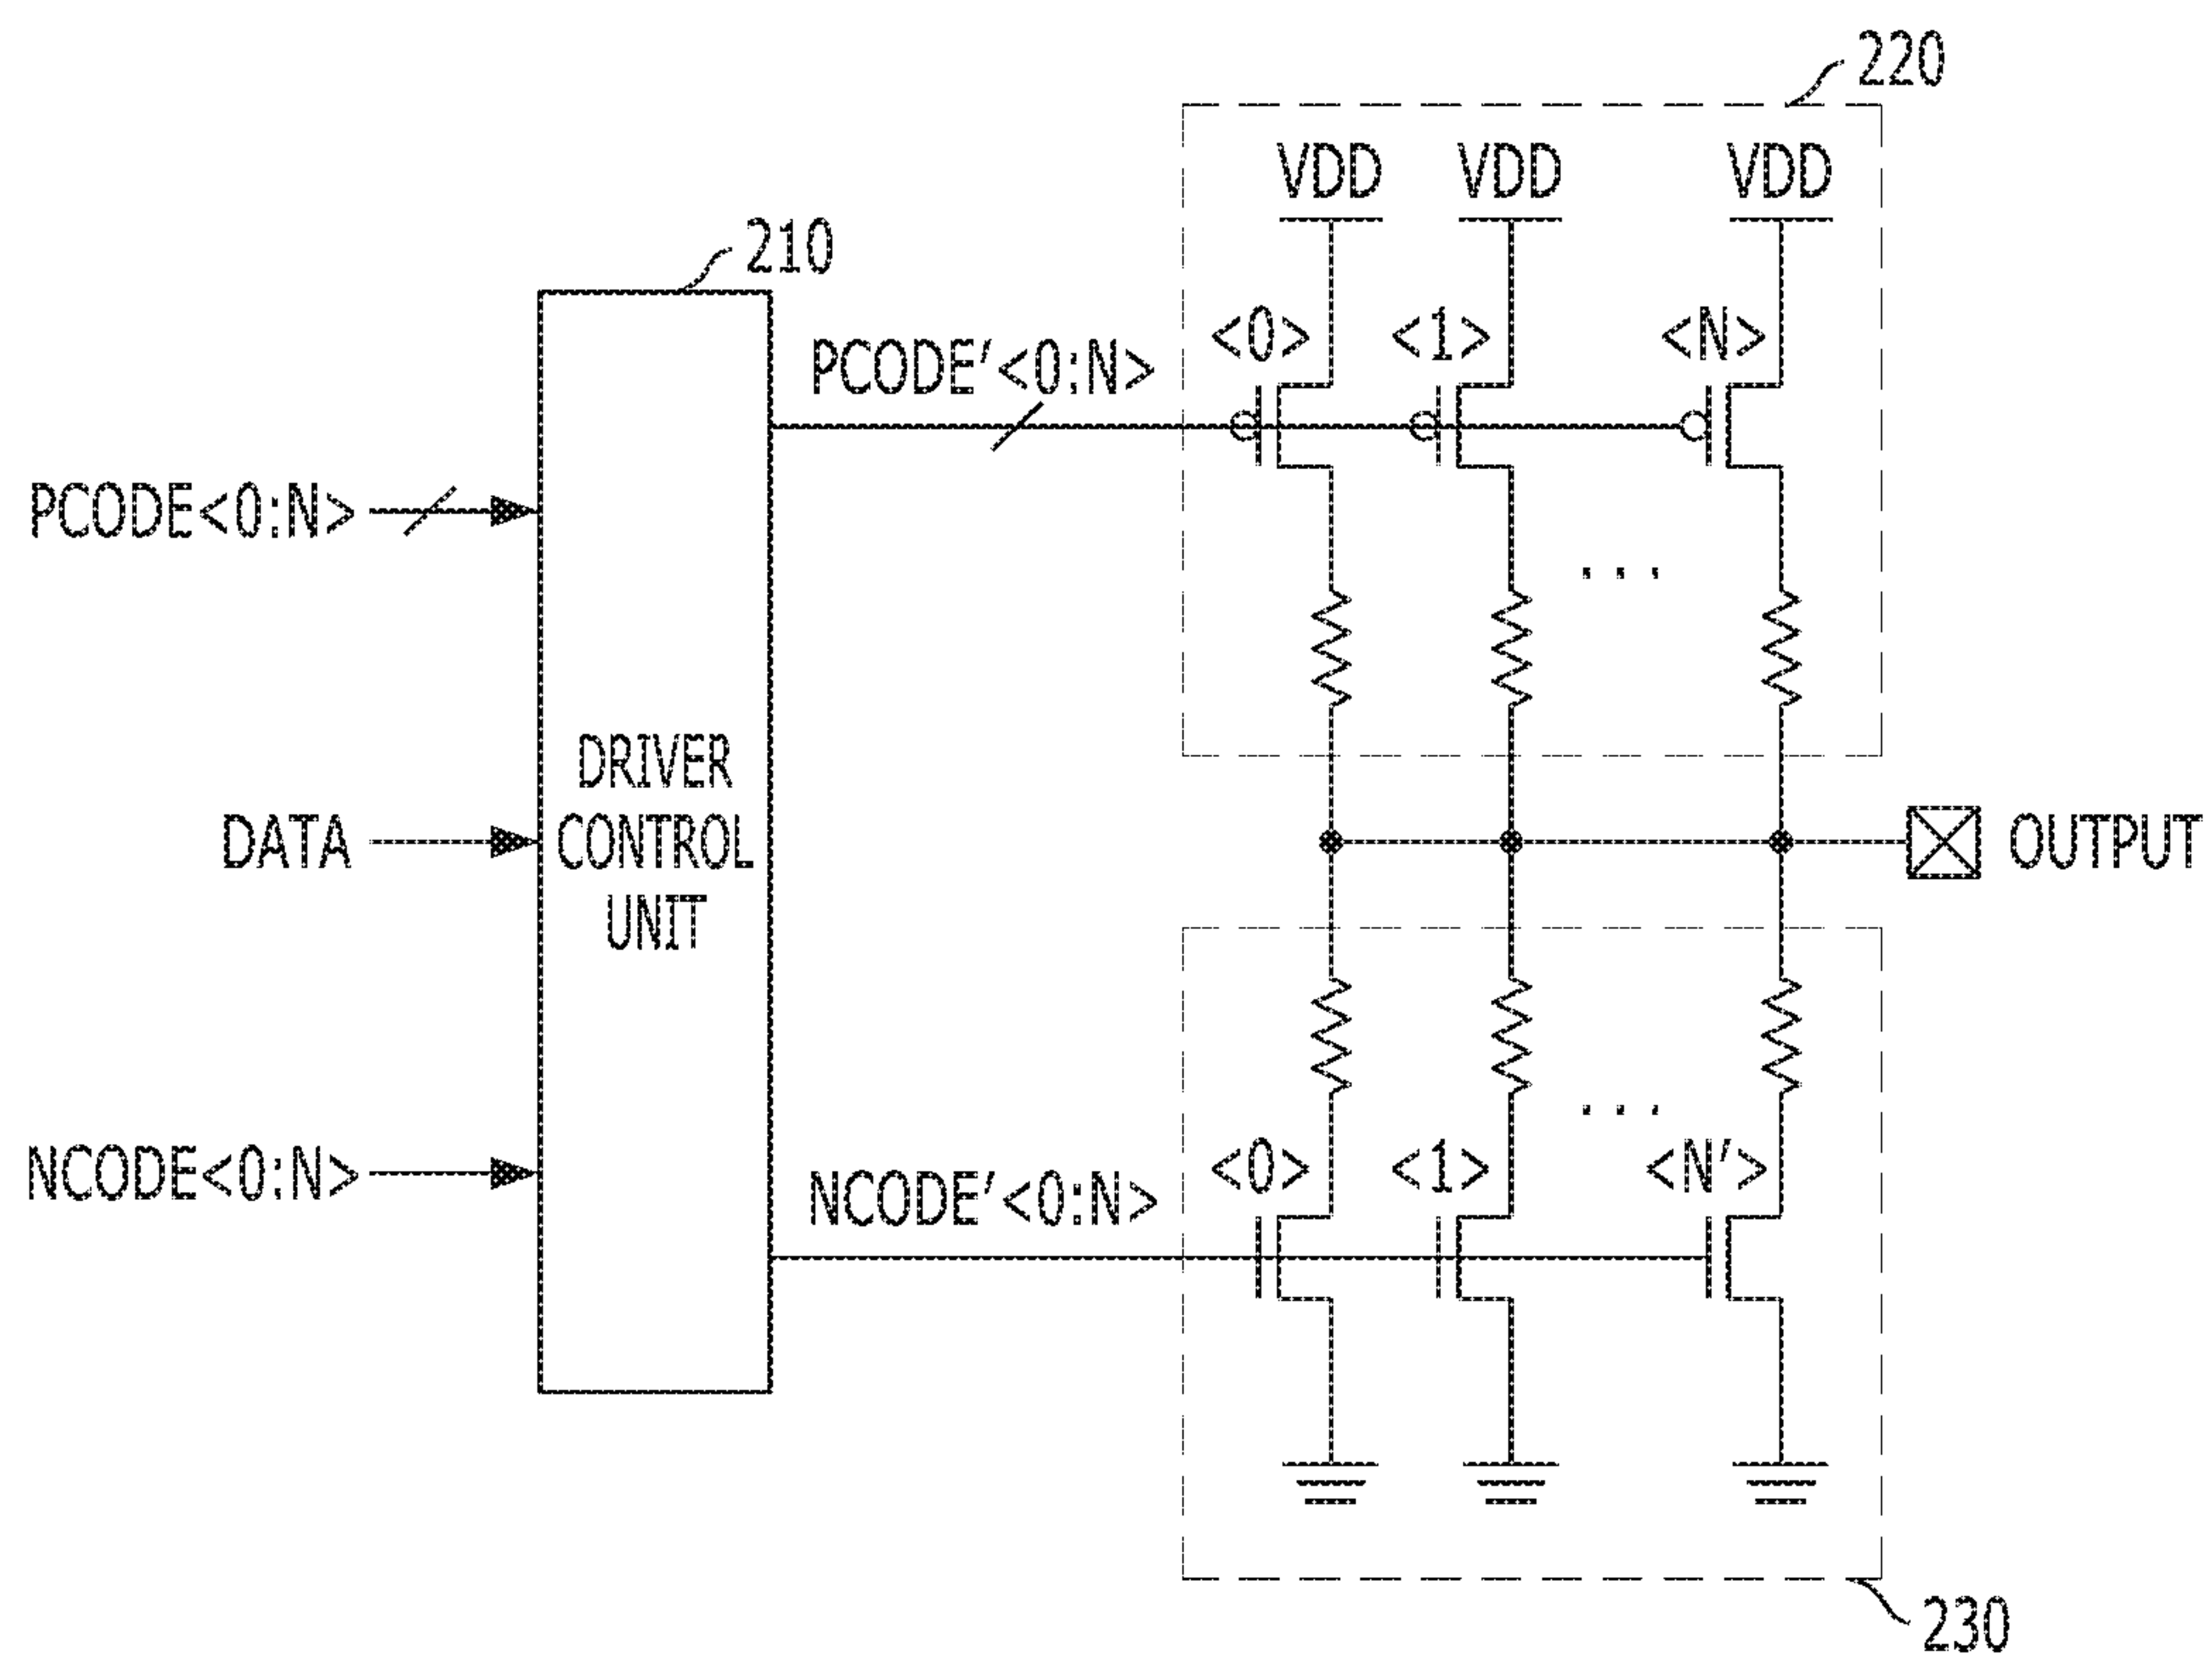 220
VDD VDD VDD
210
<0> <1> <N>
PCODE'<0:N>
PCODE<0:N>
DRIVER
CONTROL
UNIT
DATA
OUTPUT
...
...
NCODE<0:N>
NCODE'<0:N>
<0> <1> <N'>
230